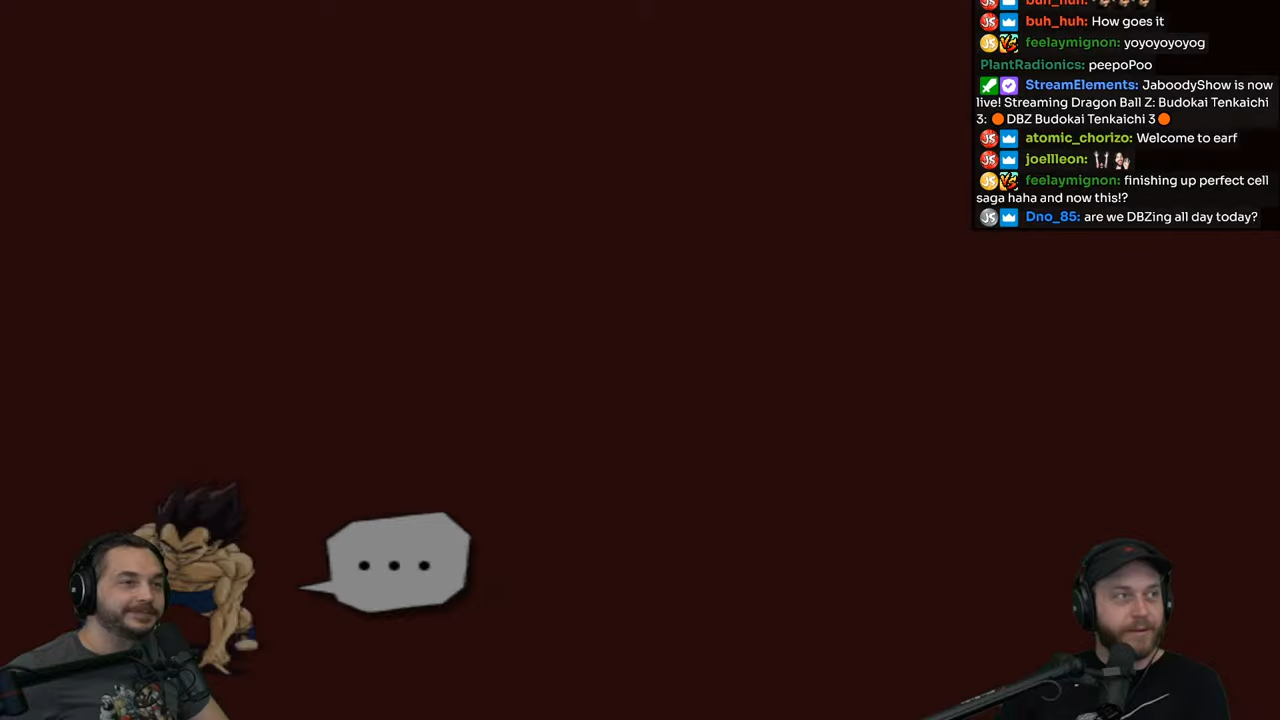 buh_huh:
buh_huh: How goes it
feelaymignon: yoyoyoyoyog
PlantRadionics: peepoPoo
StreamElements: JaboodyShow is now
live! Streaming Dragon Ball Z: Budokai Tenkaichi
3: DBZ Budokai Tenkaichi 3
atomic_chorizo: Welcome to earf
joellleon:
feelaymignon: finishing up perfect cell
saga haha and now this!?
Dno_85: are we DBZing all day today?
...